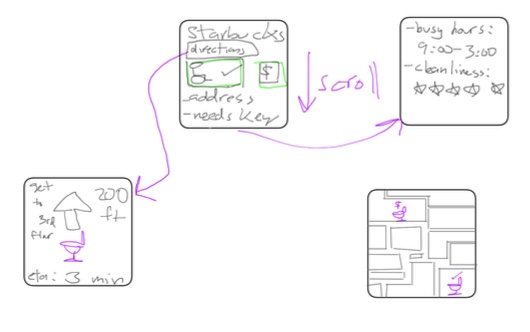 Starbucks
directions
$
-address
-needs key
scroll
-busy hours:
9:00-3:00
-cleanliness:
get
to
3rd
floor
200
ft
eta: 3 min
$